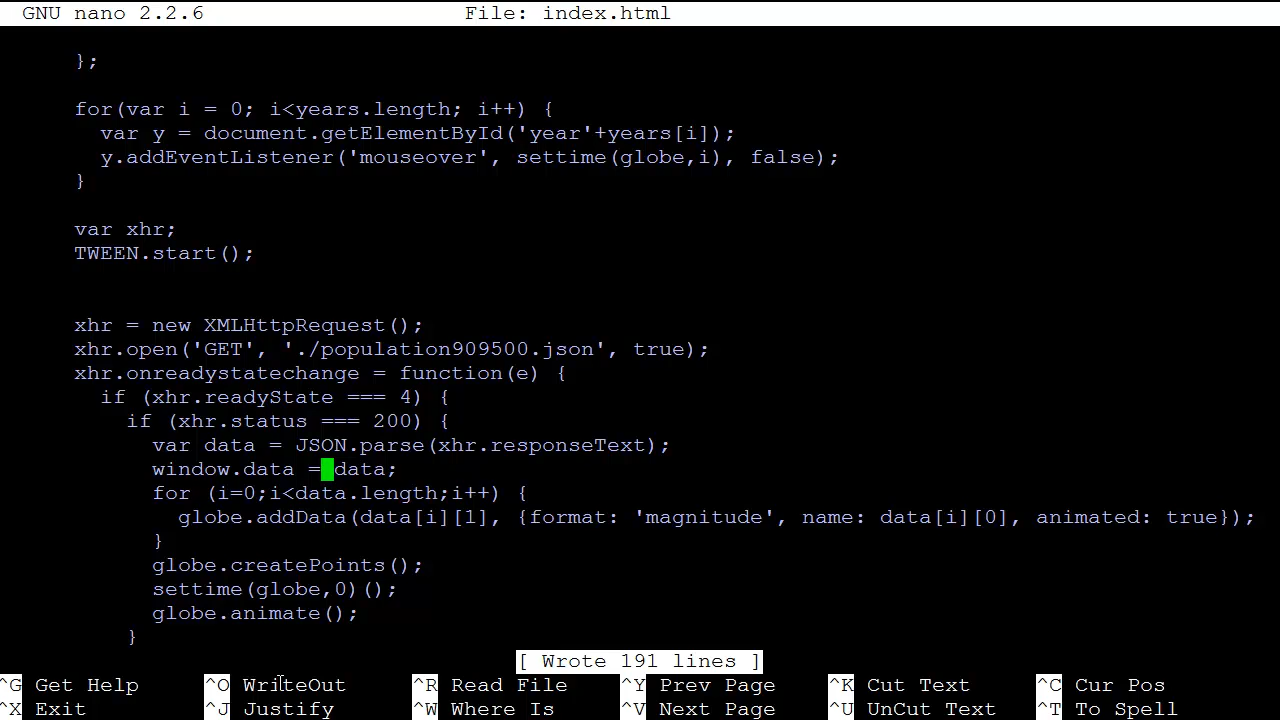 GNU nano 2.2.6 File: index.html
};
for(var i = 0; i<years.length; i++) {
var y = document.getElementById('year'+years[i]);
y.addEventListener('mouseover', settime(globe,i), false);
}
var xhr;
TWEEN.start();
xhr = new XMLHttpRequest();
xhr.open('GET', './population909500.json', true);
xhr.onreadystatechange = function(e) {
if (xhr.readyState === 4) {
if (xhr.status === 200) {
var data = JSON.parse(xhr.responseText);
window.data = data;
for (i=0;i<data.length;i++) {
globe.addData(data[i][1], {format: 'magnitude', name: data[i][0], animated: true});
}
globe.createPoints();
settime(globe,0)();
globe.animate();
}
[ Wrote 191 lines ]
^G Get Help ^O WriteOut ^R Read File ^Y Prev Page ^K Cut Text ^C Cur Pos
^X Exit ^J Justify ^W Where Is ^V Next Page ^U UnCut Text ^T To Spell